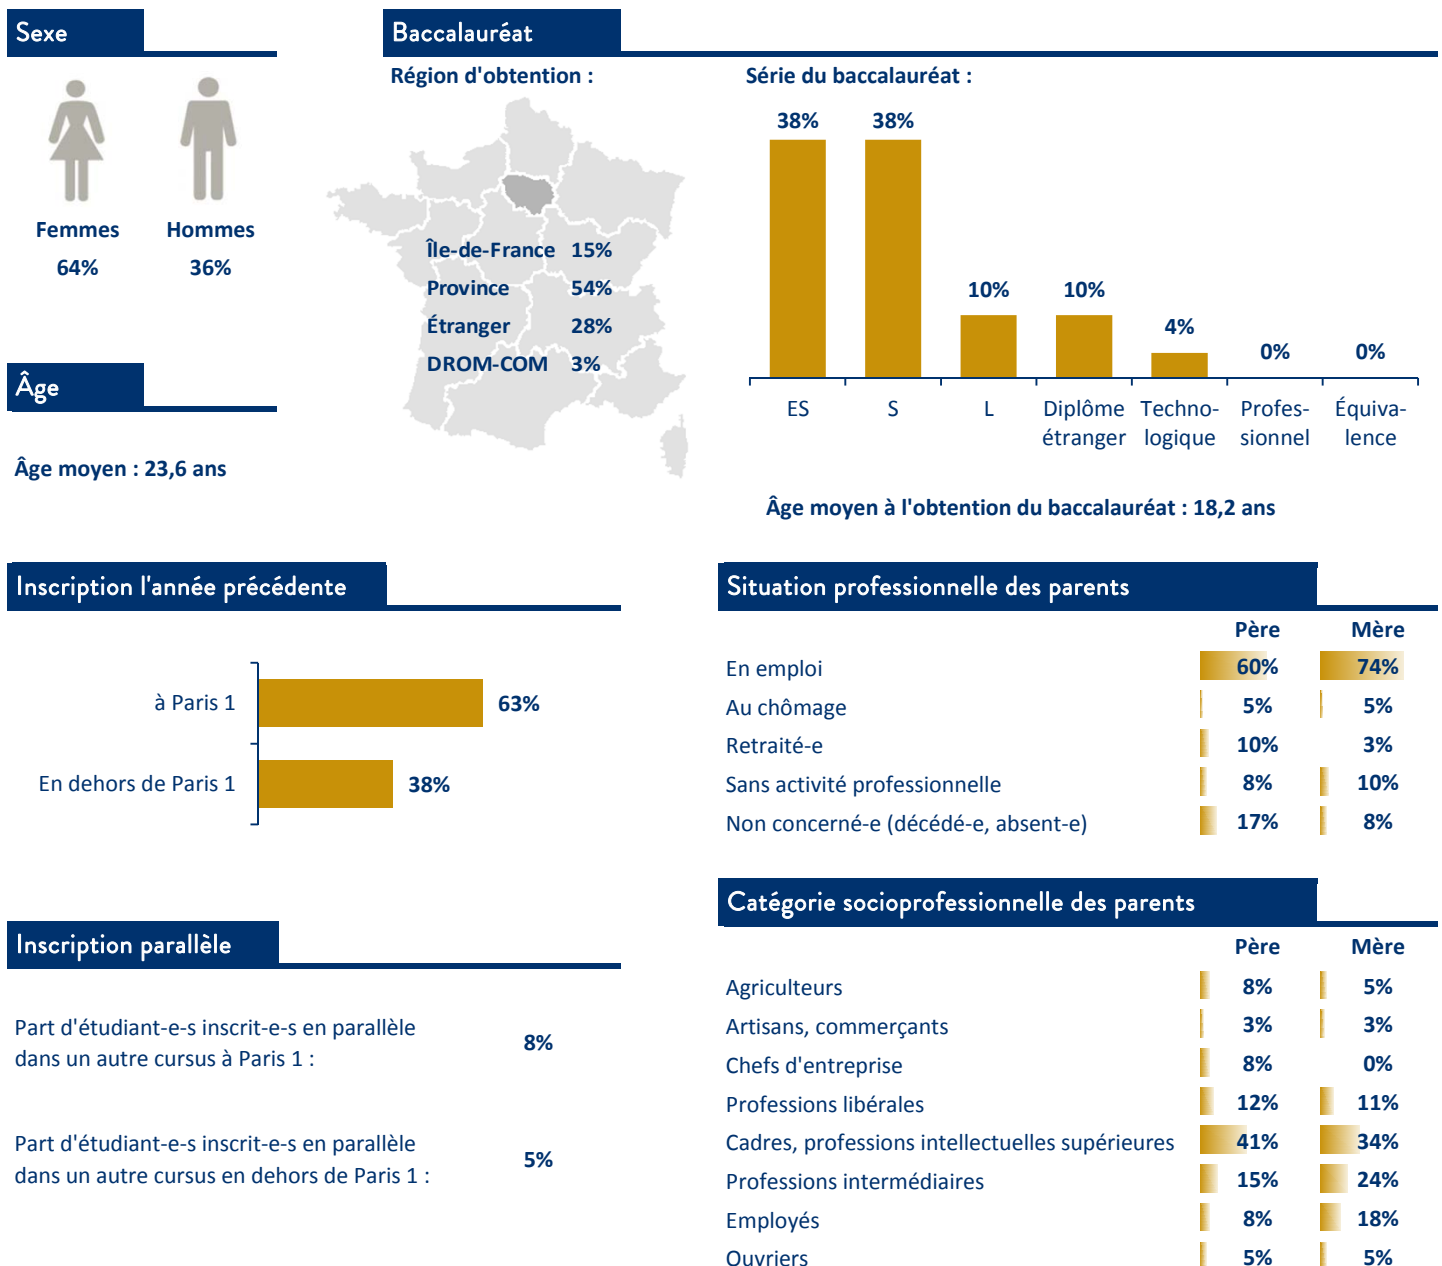 Sexe
Femmes Hommes
64% 36%
Âge
Âge moyen : 23,6 ans
Baccalauréat
Région d'obtention :
Île-de-France 15%
Province 54%
Étranger 28%
DROM-COM 3%
Série du baccalauréat :
38% 38% 10% 10% 4% 0% 0%
ES S L Diplôme Techno- Profes- Équiva-
étranger logique sionnel lence
Âge moyen à l'obtention du baccalauréat : 18,2 ans
Inscription l'année précédente
à Paris 1 63%
En dehors de Paris 1 38%
Inscription parallèle
Part d'étudiant-e-s inscrit-e-s en parallèle
dans un autre cursus à Paris 1 :
8%
Part d'étudiant-e-s inscrit-e-s en parallèle
dans un autre cursus en dehors de Paris 1 :
5%
Situation professionnelle des parents
Père Mère
En emploi 60% 74%
Au chômage 5% 5%
Retraité-e 10% 3%
Sans activité professionnelle 8% 10%
Non concerné-e (décédé-e, absent-e) 17% 8%
Catégorie socioprofessionnelle des parents
Père Mère
Agriculteurs 8% 5%
Artisans, commerçants 3% 3%
Chefs d'entreprise 8% 0%
Professions libérales 12% 11%
Cadres, professions intellectuelles supérieures 41% 34%
Professions intermédiaires 15% 24%
Employés 8% 18%
Ouvriers 5% 5%